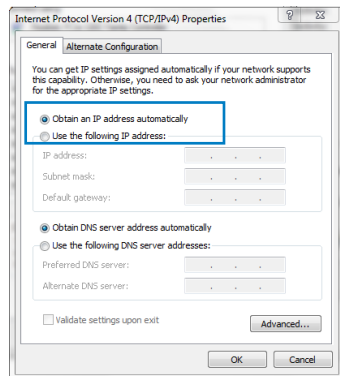 Internet Protocol Version 4 (TCP/IPv4) Properties
General Alternate Configuration
You can get IP settings assigned automatically if your network supports
this capability. Otherwise, you need to ask your network administrator
for the appropriate IP settings.
Obtain an IP address automatically
Use the following IP address:
IP address:
Subnet mask:
Default gateway:
Obtain DNS server address automatically
Use the following DNS server addresses:
Preferred DNS server:
Alternate DNS server:
Validate settings upon exit
Advanced...
OK Cancel